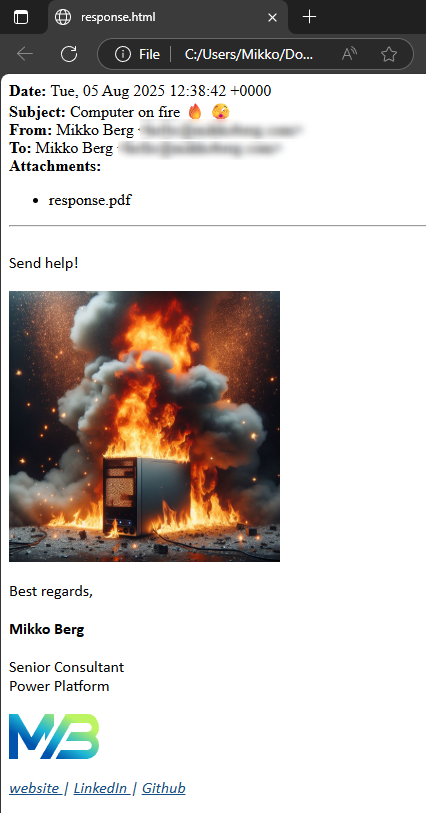 response.html
File
C:/Users/Mikko/Do...
Date: Tue, 05 Aug 2025 12:38:42 +0000
Subject: Computer on fire 🔥 🫣
From: Mikko Berg
To: Mikko Berg
Attachments:
• response.pdf
Send help!
Best regards,
Mikko Berg
Senior Consultant
Power Platform
MB
website | LinkedIn | Github